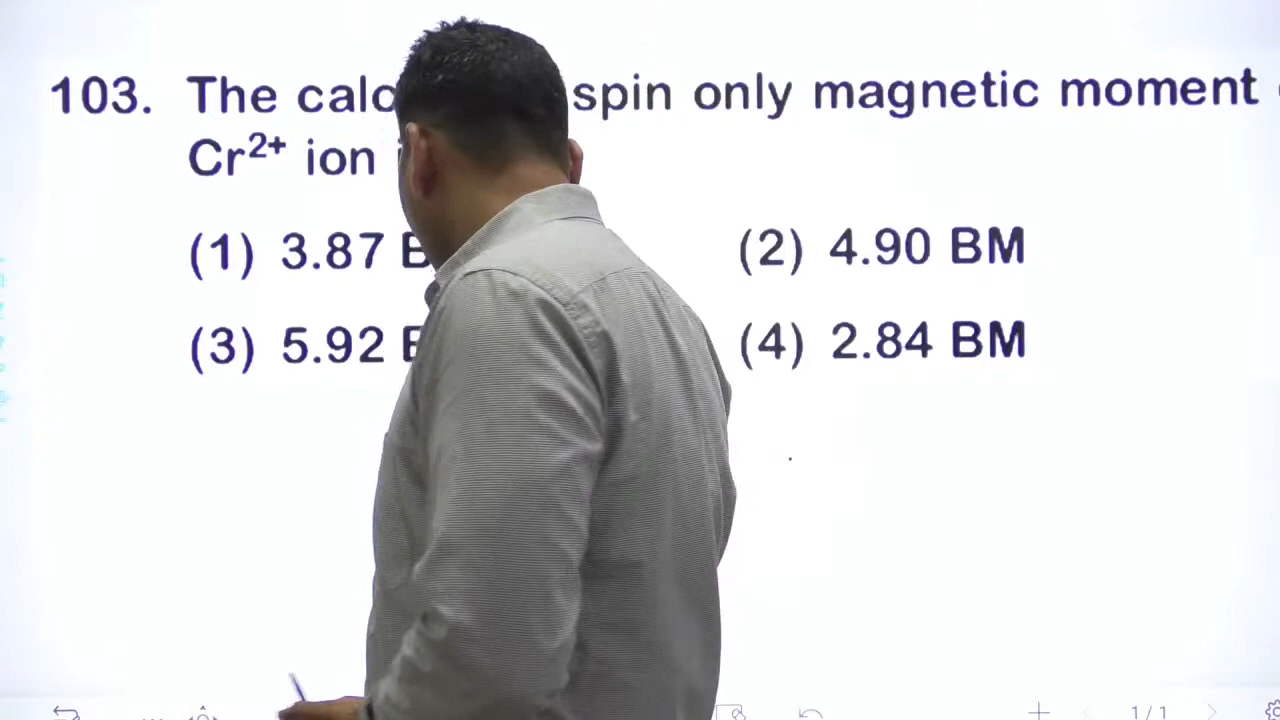 103. The calc spin only magnetic moment
Cr²⁺ ion
(1) 3.87 B (2) 4.90 BM
(3) 5.92 B (4) 2.84 BM
1/1